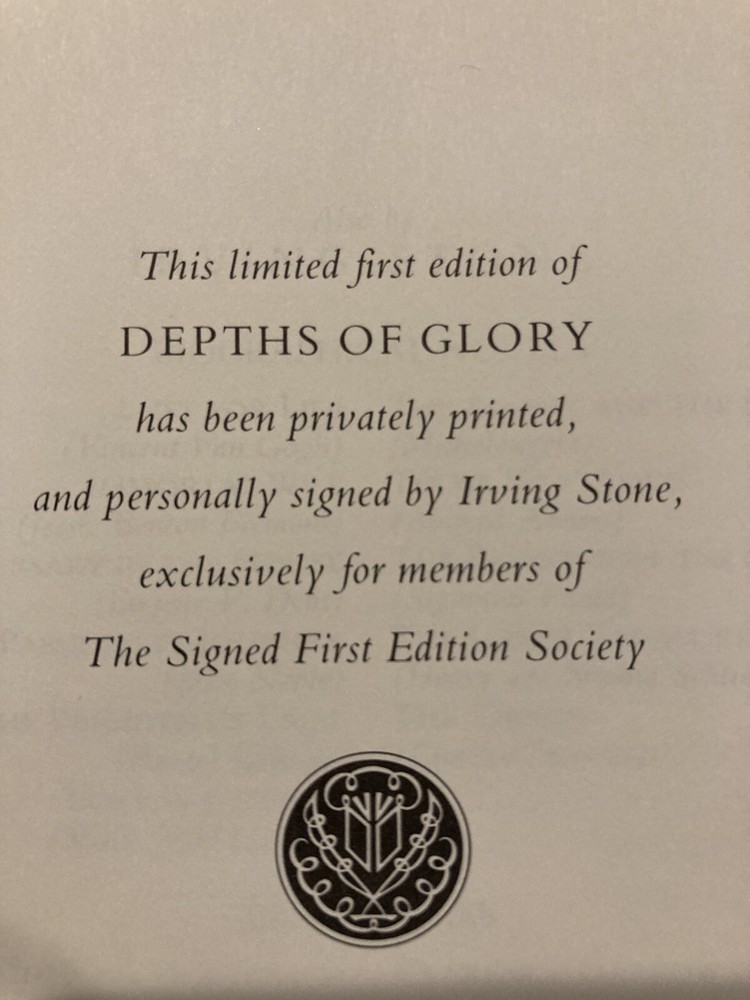 This limited first edition of
DEPTHS OF GLORY
has been privately printed,
and personally signed by Irving Stone,
exclusively for members of
The Signed First Edition Society